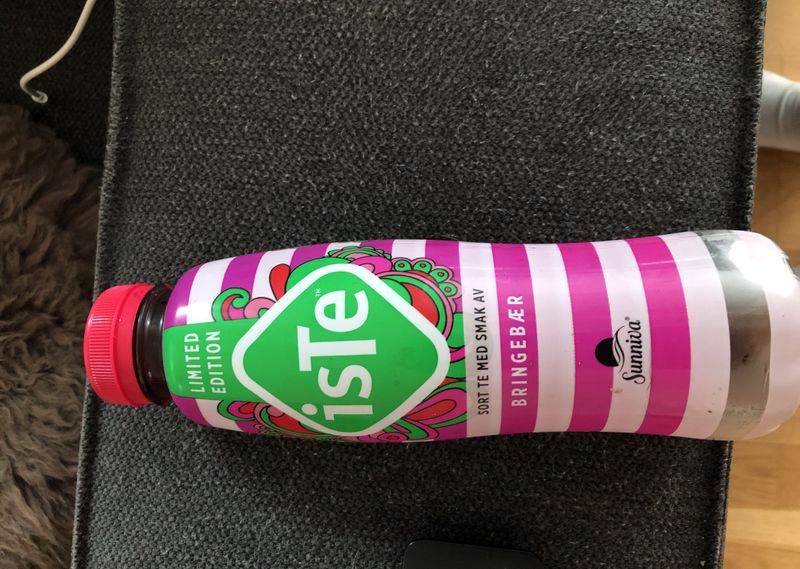 LIMITED
EDITION
isTe™
SORT TE MED SMAK AV
BRINGEBÆR
Sunniva®